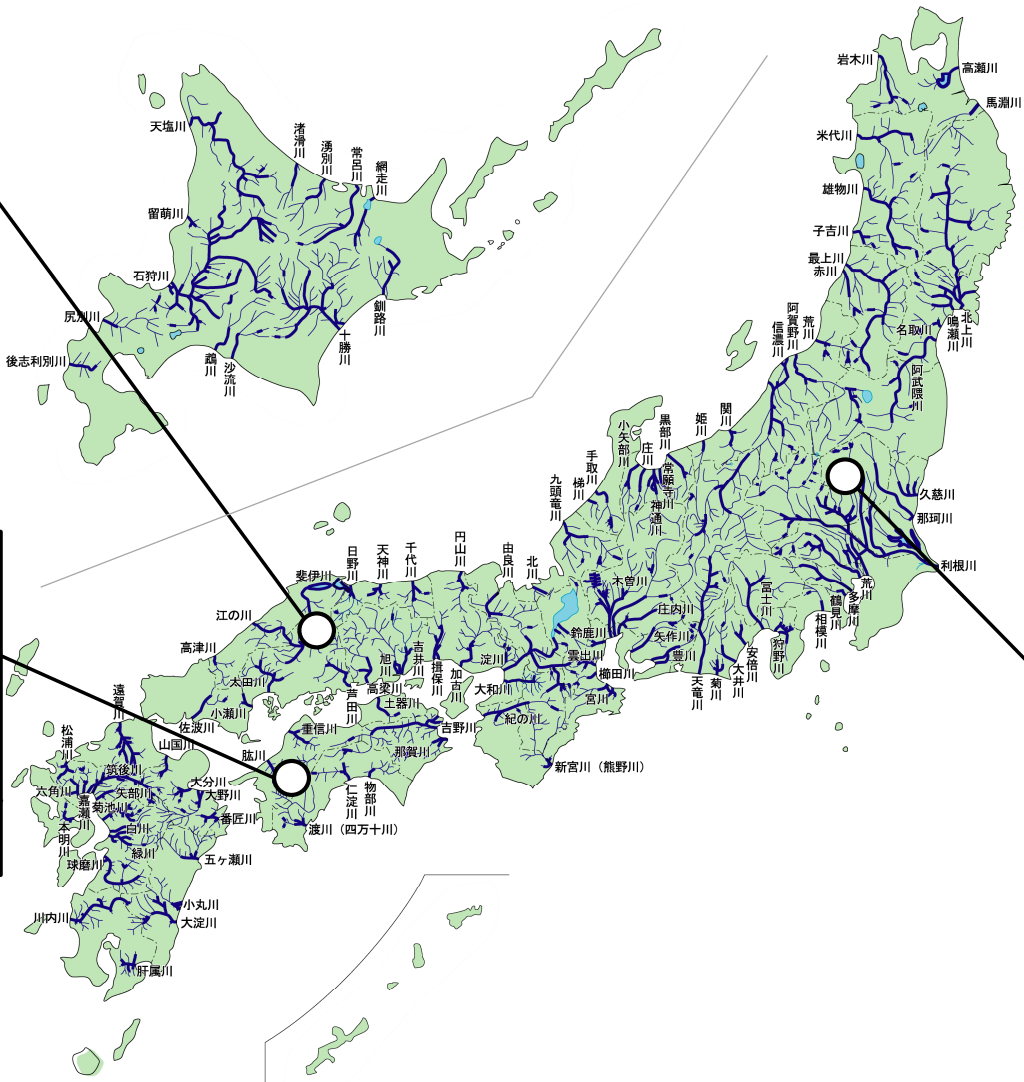 岩木川
高瀬川
馬淵川
米代川
雄物川
子吉川
最上川
赤川
荒川
阿賀野川
信濃川
名取川
鳴瀬川
北上川
阿武隈川
天塩川
渚滑川
湧別川
常呂川
網走川
留萌川
石狩川
尻別川
後志利別川
鵡川
沙流川
十勝川
釧路川
関川
姫川
黒部川
常願寺川
神通川
庄川
小矢部川
手取川
梯川
九頭竜川
久慈川
那珂川
利根川
荒川
多摩川
鶴見川
相模川
富士川
狩野川
安倍川
大井川
菊川
天竜川
豊川
矢作川
庄内川
木曽川
鈴鹿川
雲出川
櫛田川
宮川
北川
由良川
円山川
千代川
天神川
日野川
斐伊川
江の川
高津川
太田川
小瀬川
佐波川
芦田川
高梁川
旭川
吉井川
揖保川
加古川
淀川
大和川
紀の川
新宮川（熊野川）
土器川
重信川
吉野川
那賀川
肱川
仁淀川
物部川
渡川（四万十川）
遠賀川
山国川
松浦川
筑後川
六角川
嘉瀬川
矢部川
菊池川
本明川
白川
緑川
球磨川
大分川
大野川
番匠川
五ヶ瀬川
小丸川
大淀川
川内川
肝属川